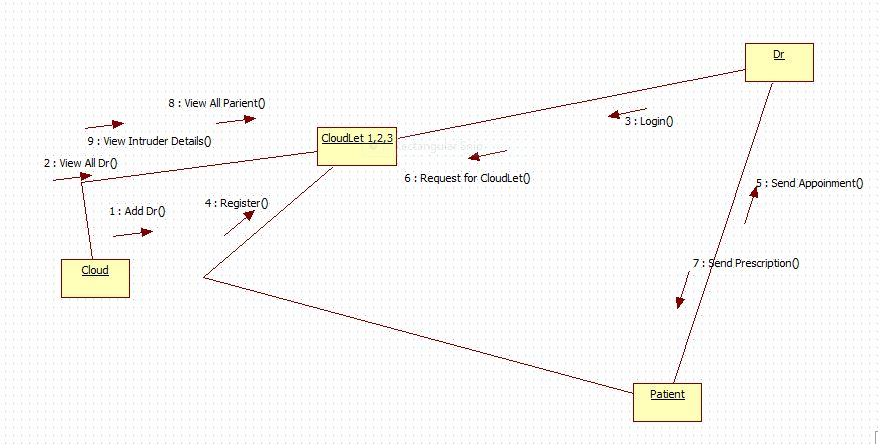 Dr
8 : View All Parient()
3 : Login()
CloudLet 1,2,3
9 : View Intruder Details()
2 : View All Dr()
6 : Request for CloudLet()
5 : Send Appoinment()
4 : Register()
1 : Add Dr()
7 : Send Prescription()
Cloud
Patient